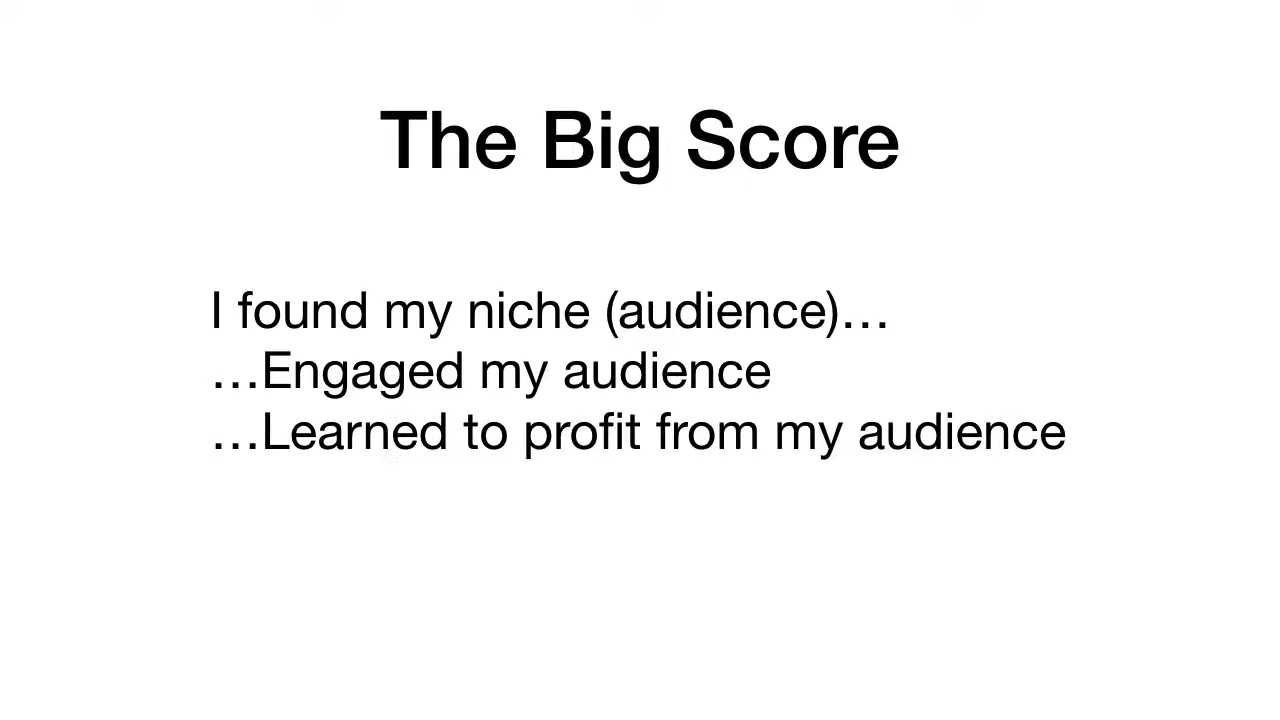 The Big Score
I found my niche (audience)…
…Engaged my audience
…Learned to profit from my audience